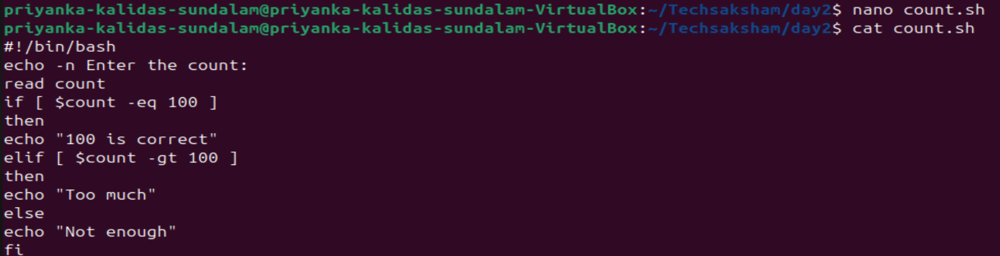 priyanka-kalidas-sundalam@priyanka-kalidas-sundalam-VirtualBox:~/Techsaksham/day2$ nano count.sh
priyanka-kalidas-sundalam@priyanka-kalidas-sundalam-VirtualBox:~/Techsaksham/day2$ cat count.sh
#!/bin/bash
echo -n Enter the count:
read count
if [ $count -eq 100 ]
then
echo "100 is correct"
elif [ $count -gt 100 ]
then
echo "Too much"
else
echo "Not enough"
fi